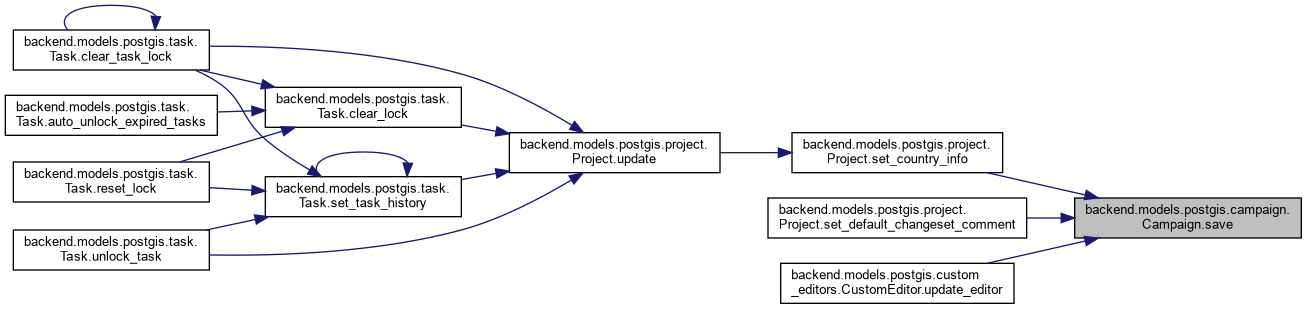 backend.models.postgis.task.
Task.clear_task_lock
backend.models.postgis.task.
Task.auto_unlock_expired_tasks
backend.models.postgis.task.
Task.reset_lock
backend.models.postgis.task.
Task.unlock_task
backend.models.postgis.task.
Task.clear_lock
backend.models.postgis.task.
Task.set_task_history
backend.models.postgis.project.
Project.update
backend.models.postgis.project.
Project.set_country_info
backend.models.postgis.project.
Project.set_default_changeset_comment
backend.models.postgis.custom
_editors.CustomEditor.update_editor
backend.models.postgis.campaign.
Campaign.save